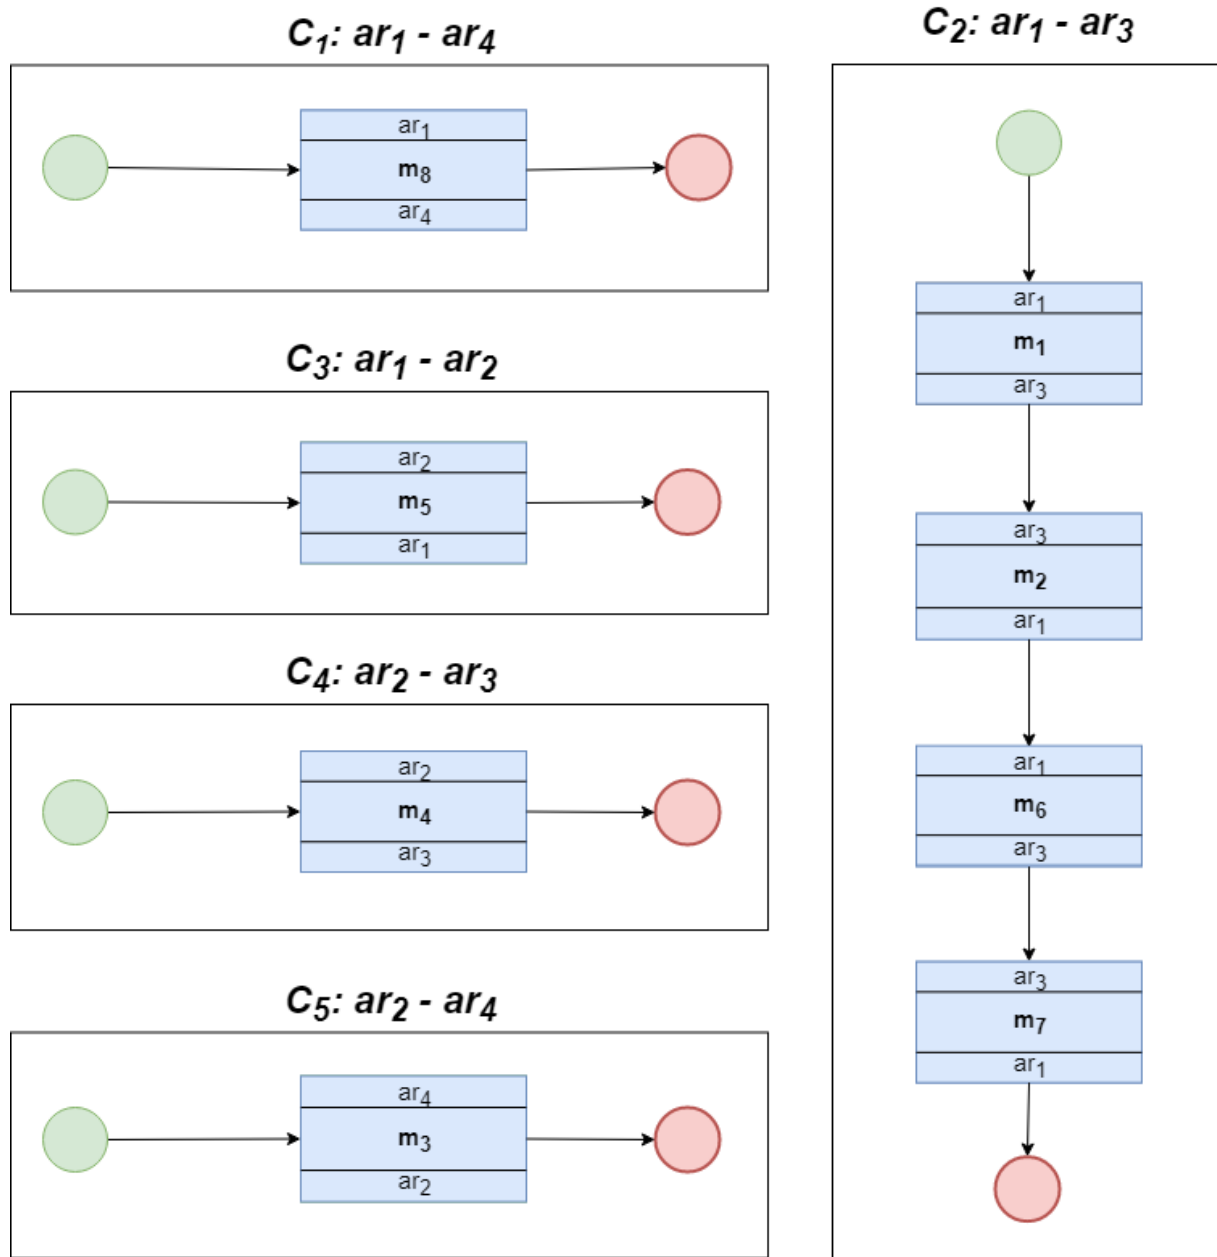 C₁: ar₁ - ar₄
ar₁
m₈
ar₄
C₃: ar₁ - ar₂
ar₂
m₅
ar₁
C₄: ar₂ - ar₃
ar₂
m₄
ar₃
C₅: ar₂ - ar₄
ar₄
m₃
ar₂
C₂: ar₁ - ar₃
ar₁
m₁
ar₃
ar₃
m₂
ar₁
ar₁
m₆
ar₃
ar₃
m₇
ar₁